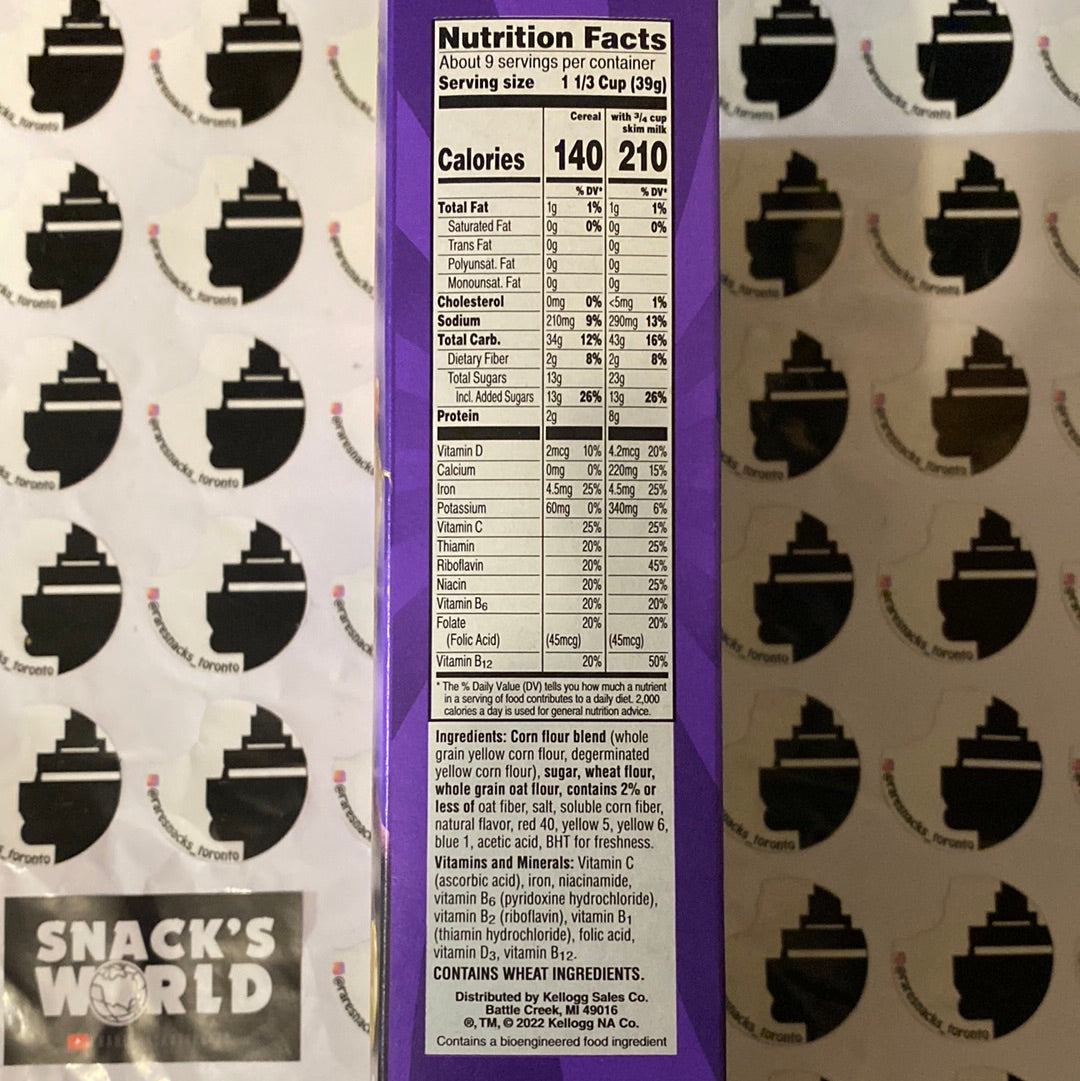 Nutrition Facts
About 9 servings per container
Serving size 1 1/3 Cup (39g)
Cereal with 3/4 cup skim milk
Calories 140 210
% DV* % DV*
Total Fat 1g 1% 1g 1%
Saturated Fat 0g 0% 0g 0%
Trans Fat 0g 0g
Polyunsat. Fat 0g 0g
Monounsat. Fat 0g 0g
Cholesterol 0mg 0% <5mg 1%
Sodium 210mg 9% 290mg 13%
Total Carb. 34g 12% 43g 16%
Dietary Fiber 2g 8% 2g 8%
Total Sugars 13g 23g
Incl. Added Sugars 13g 26% 13g 26%
Protein 2g 8g
Vitamin D 2mcg 10% 4.2mcg 20%
Calcium 0mg 0% 220mg 15%
Iron 4.5mg 25% 4.5mg 25%
Potassium 60mg 0% 340mg 6%
Vitamin C 25% 25%
Thiamin 20% 25%
Riboflavin 20% 45%
Niacin 20% 25%
Vitamin B6 20% 20%
Folate 20% 20%
(Folic Acid) (45mcg) (45mcg)
Vitamin B12 20% 50%
* The % Daily Value (DV) tells you how much a nutrient
in a serving of food contributes to a daily diet. 2,000
calories a day is used for general nutrition advice.
Ingredients: Corn flour blend (whole
grain yellow corn flour, degerminated
yellow corn flour), sugar, wheat flour,
whole grain oat flour, contains 2% or
less of oat fiber, salt, soluble corn fiber,
natural flavor, red 40, yellow 5, yellow 6,
blue 1, acetic acid, BHT for freshness.
Vitamins and Minerals: Vitamin C
(ascorbic acid), iron, niacinamide,
vitamin B6 (pyridoxine hydrochloride),
vitamin B2 (riboflavin), vitamin B1
(thiamin hydrochloride), folic acid,
vitamin D3, vitamin B12.
CONTAINS WHEAT INGREDIENTS.
Distributed by Kellogg Sales Co.
Battle Creek, MI 49016
®, TM, © 2022 Kellogg NA Co.
Contains a bioengineered food ingredient
@raresnacks_toronto
SNACK'S
WORLD